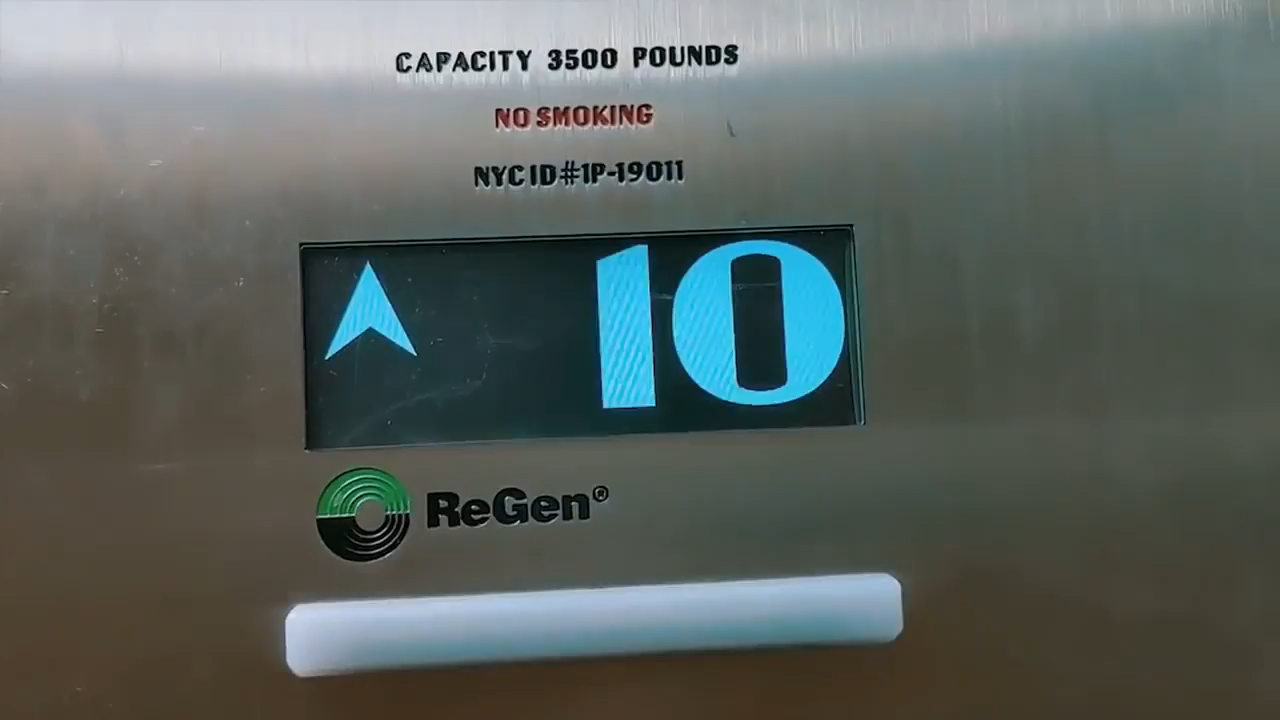 CAPACITY 3500 POUNDS
NO SMOKING
NYC ID#1P-19011
10
ReGen®